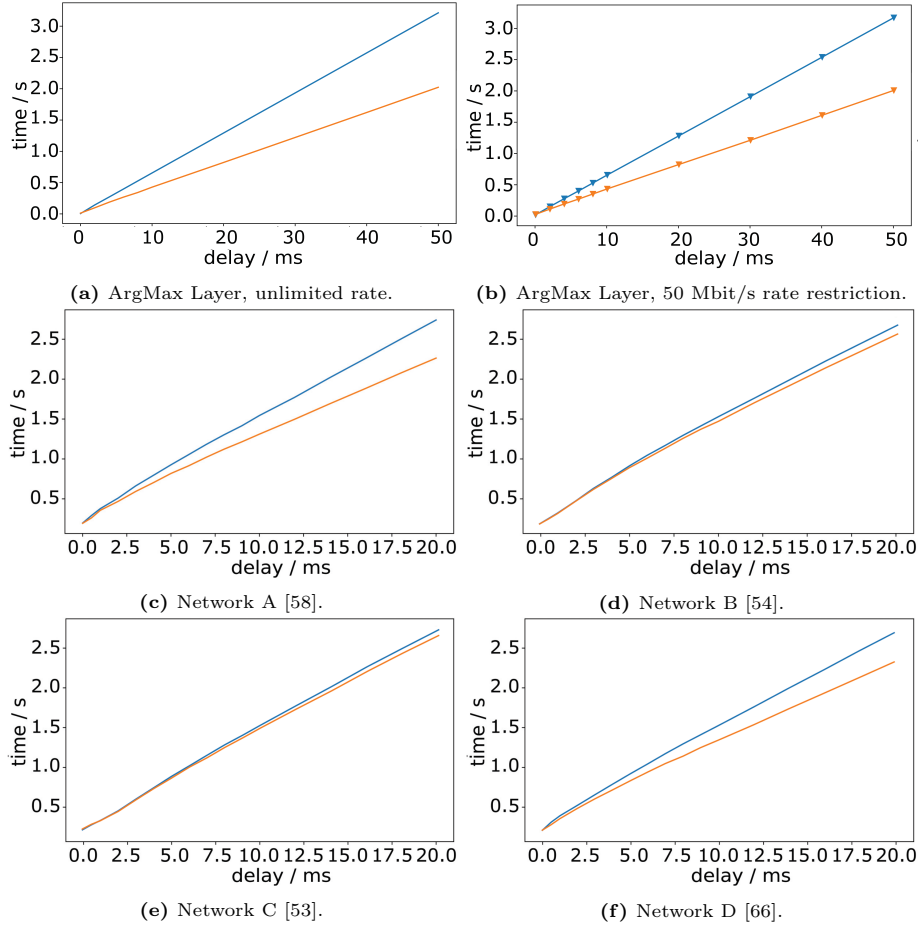 time / s
3.0
2.5
2.0
1.5
1.0
0.5
0.0
0 10 20 30 40 50
delay / ms
(a) ArgMax Layer, unlimited rate.
time / s
3.0
2.5
2.0
1.5
1.0
0.5
0.0
0 10 20 30 40 50
delay / ms
(b) ArgMax Layer, 50 Mbit/s rate restriction.
time / s
2.5
2.0
1.5
1.0
0.5
0.0 2.5 5.0 7.5 10.0 12.5 15.0 17.5 20.0
delay / ms
(c) Network A [58].
time / s
2.5
2.0
1.5
1.0
0.5
0.0 2.5 5.0 7.5 10.0 12.5 15.0 17.5 20.0
delay / ms
(d) Network B [54].
time / s
2.5
2.0
1.5
1.0
0.5
0.0 2.5 5.0 7.5 10.0 12.5 15.0 17.5 20.0
delay / ms
(e) Network C [53].
time / s
2.5
2.0
1.5
1.0
0.5
0.0 2.5 5.0 7.5 10.0 12.5 15.0 17.5 20.0
delay / ms
(f) Network D [66].